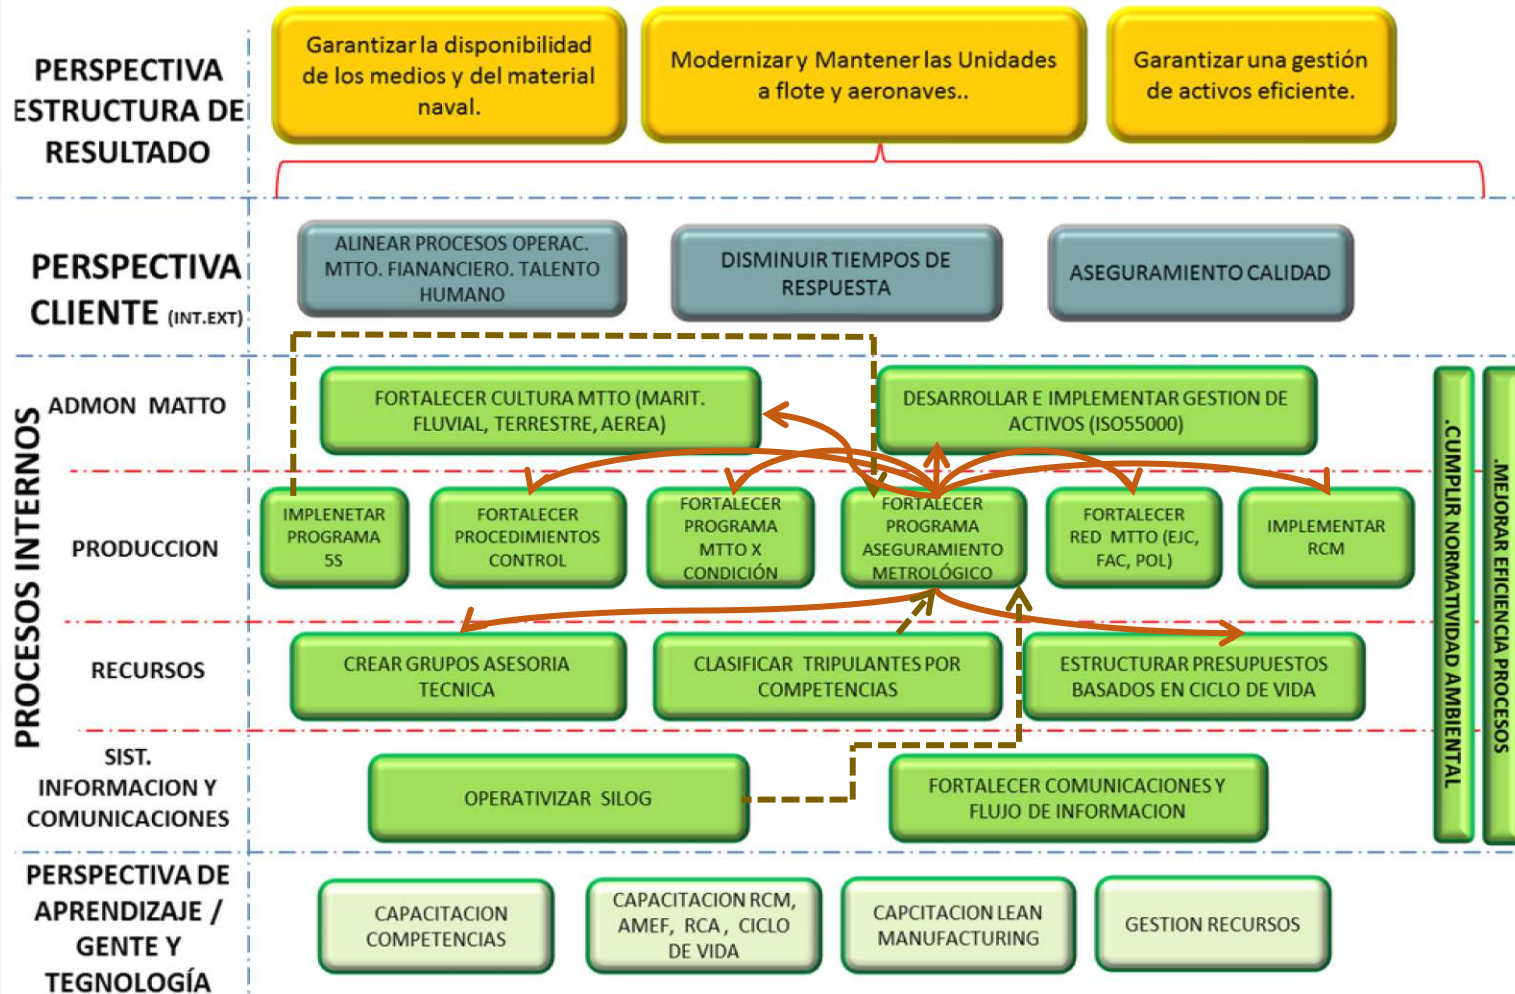 PERSPECTIVA
ESTRUCTURA DE
RESULTADO
Garantizar la disponibilidad
de los medios y del material
naval.
Modernizar y Mantener las Unidades
a flote y aeronaves..
Garantizar una gestión
de activos eficiente.
PERSPECTIVA
CLIENTE (INT.EXT)
ALINEAR PROCESOS OPERAC.
MTTO. FIANANCIERO. TALENTO
HUMANO
DISMINUIR TIEMPOS DE
RESPUESTA
ASEGURAMIENTO CALIDAD
PROCESOS INTERNOS
ADMON MATTO
FORTALECER CULTURA MTTO (MARIT.
FLUVIAL, TERRESTRE, AEREA)
DESARROLLAR E IMPLEMENTAR GESTION DE
ACTIVOS (ISO55000)
PRODUCCION
IMPLENETAR
PROGRAMA
5S
FORTALECER
PROCEDIMIENTOS
CONTROL
FORTALECER
PROGRAMA
MTTO X
CONDICIÓN
FORTALECER
PROGRAMA
ASEGURAMIENTO
METROLÓGICO
FORTALECER
RED MTTO (EJC,
FAC, POL)
IMPLEMENTAR
RCM
RECURSOS
CREAR GRUPOS ASESORIA
TECNICA
CLASIFICAR TRIPULANTES POR
COMPETENCIAS
ESTRUCTURAR PRESUPUESTOS
BASADOS EN CICLO DE VIDA
SIST.
INFORMACION Y
COMUNICACIONES
OPERATIVIZAR SILOG
FORTALECER COMUNICACIONES Y
FLUJO DE INFORMACION
.CUMPLIR NORMATIVIDAD AMBIENTAL
.MEJORAR EFICIENCIA PROCESOS
PERSPECTIVA DE
APRENDIZAJE /
GENTE Y
TEGNOLOGÍA
CAPACITACION
COMPETENCIAS
CAPACITACION RCM,
AMEF, RCA , CICLO
DE VIDA
CAPCITACION LEAN
MANUFACTURING
GESTION RECURSOS